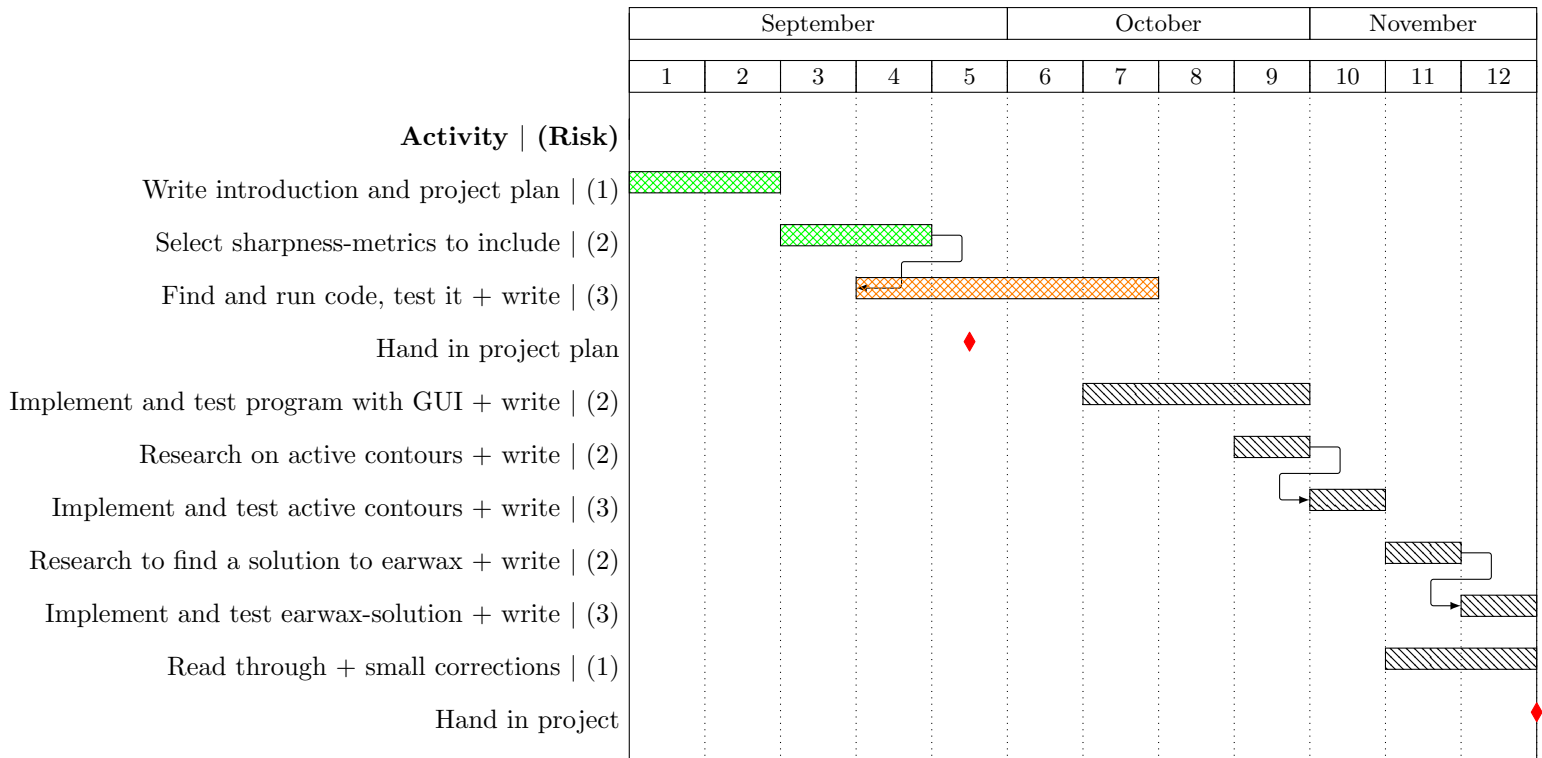 September October November
1 2 3 4 5 6 7 8 9 10 11 12
Activity | (Risk)
Write introduction and project plan | (1)
Select sharpness-metrics to include | (2)
Find and run code, test it + write | (3)
Hand in project plan
Implement and test program with GUI + write | (2)
Research on active contours + write | (2)
Implement and test active contours + write | (3)
Research to find a solution to earwax + write | (2)
Implement and test earwax-solution + write | (3)
Read through + small corrections | (1)
Hand in project